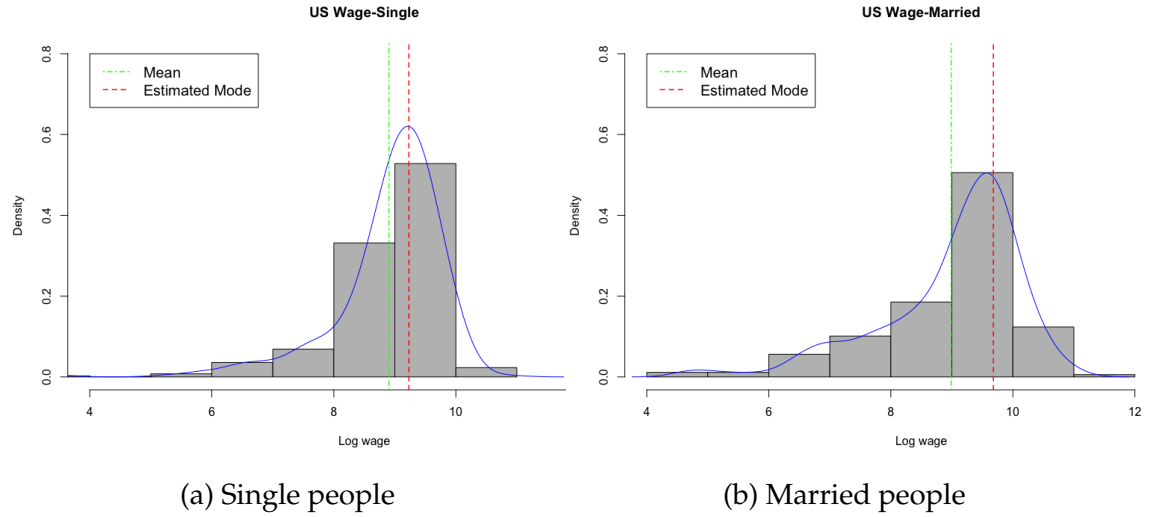 US Wage-Single
Mean
Estimated Mode
Density
0.0
0.2
0.4
0.6
0.8
4
6
8
10
Log wage
(a) Single people
US Wage-Married
Mean
Estimated Mode
Density
0.0
0.2
0.4
0.6
0.8
4
6
8
10
12
Log wage
(b) Married people